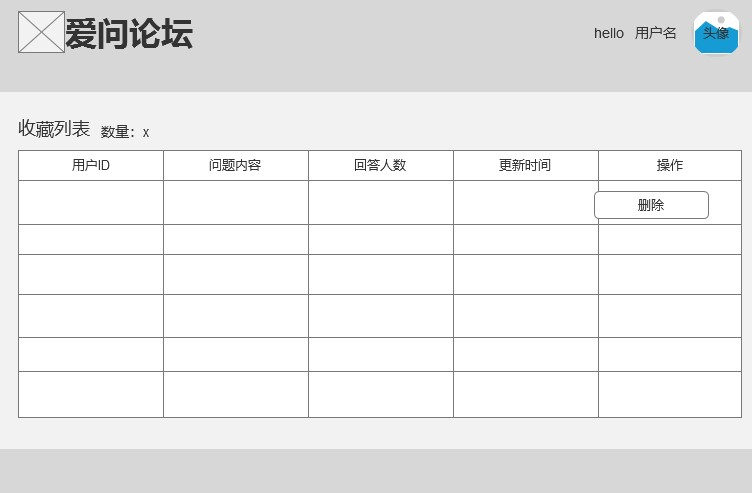 爱问论坛
hello 用户名 头像
收藏列表 数量：x
用户ID 问题内容 回答人数 更新时间 操作
删除